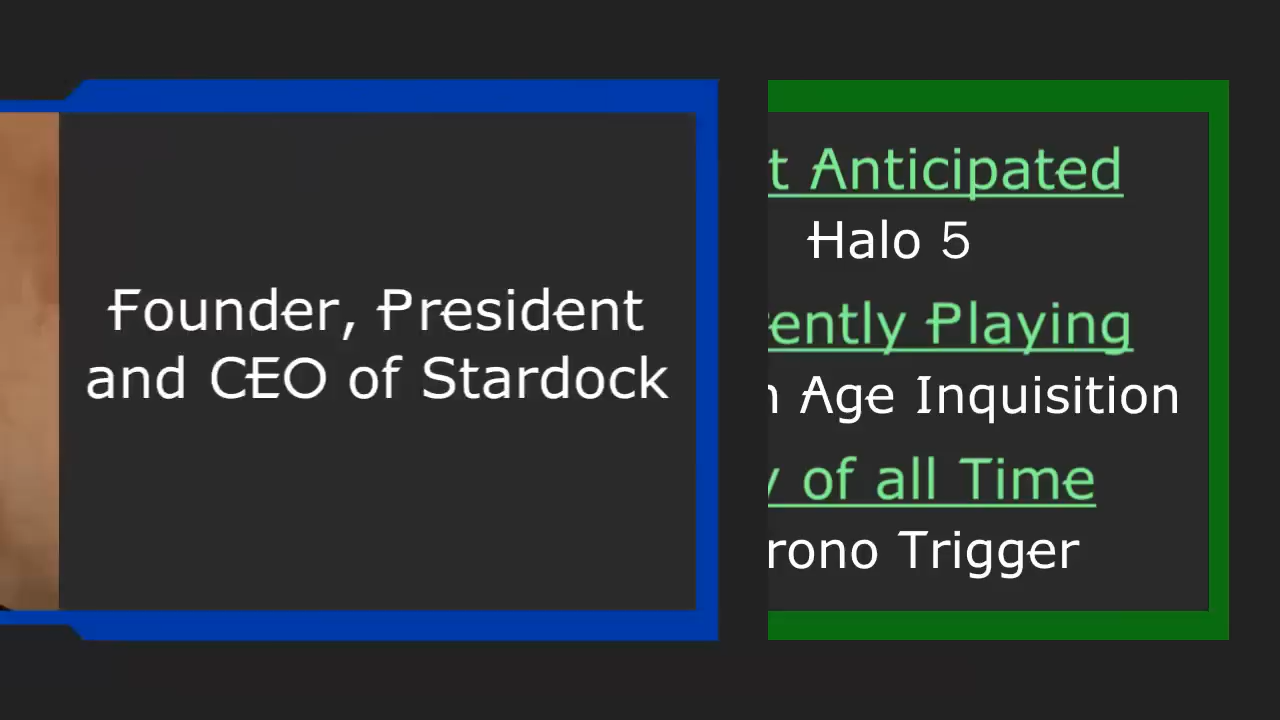 Founder, President
and CEO of Stardock
t Anticipated
Halo 5
ently Playing
Age Inquisition
of all Time
rono Trigger